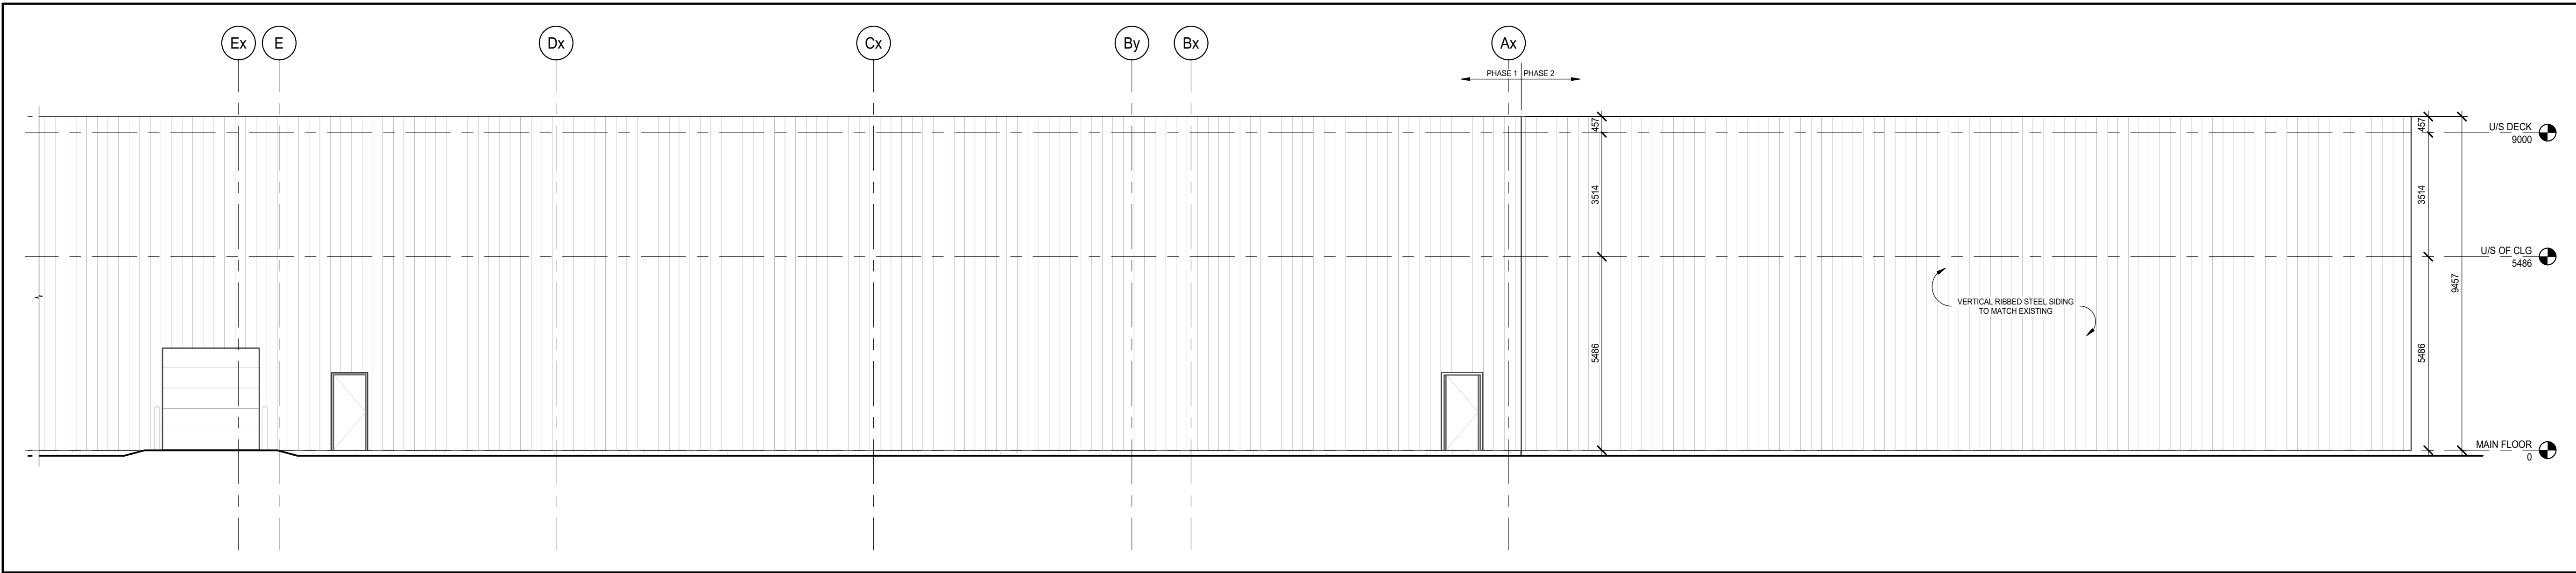 Ex
E
Dx
Cx
By
Bx
Ax
PHASE 1
PHASE 2
457
3514
5486
457
3514
5486
9457
U/S DECK
9000
U/S OF CLG
5486
VERTICAL RIBBED STEEL SIDING
TO MATCH EXISTING
MAIN FLOOR
0